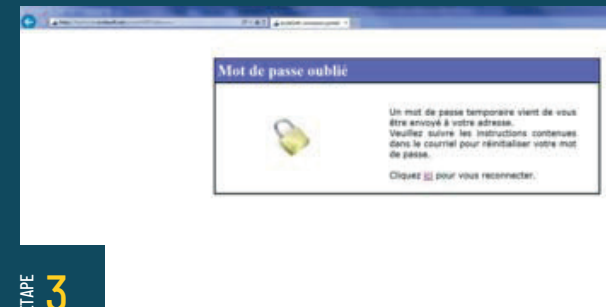 Mot de passe oublié
Un mot de passe temporaire vient de vous
être envoyé à votre adresse.
Veuillez suivre les instructions contenues
dans le courriel pour réinitialiser votre mot
de passe.
Cliquez ici pour vous reconnecter.
ETAPE 3